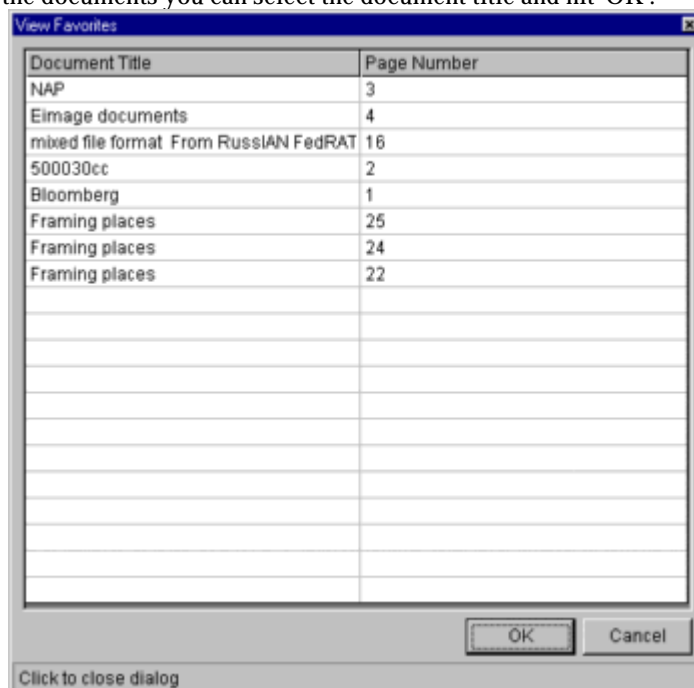 the documents you can select the document title and hit 'OK'.
View Favorites
Document Title Page Number
NAP 3
Eimage documents 4
mixed file format From RussIAN FedRAT 16
500030cc 2
Bloomberg 1
Framing places 25
Framing places 24
Framing places 22
OK Cancel
Click to close dialog